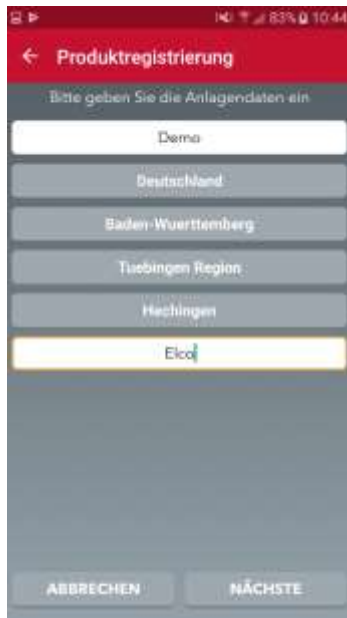 83% 10:44
Produktregistrierung
Bitte geben Sie die Anlagendaten ein
Demo
Deutschland
Baden-Wuerttemberg
Tuebingen Region
Hechingen
Elco
ABBRECHEN NÄCHSTE